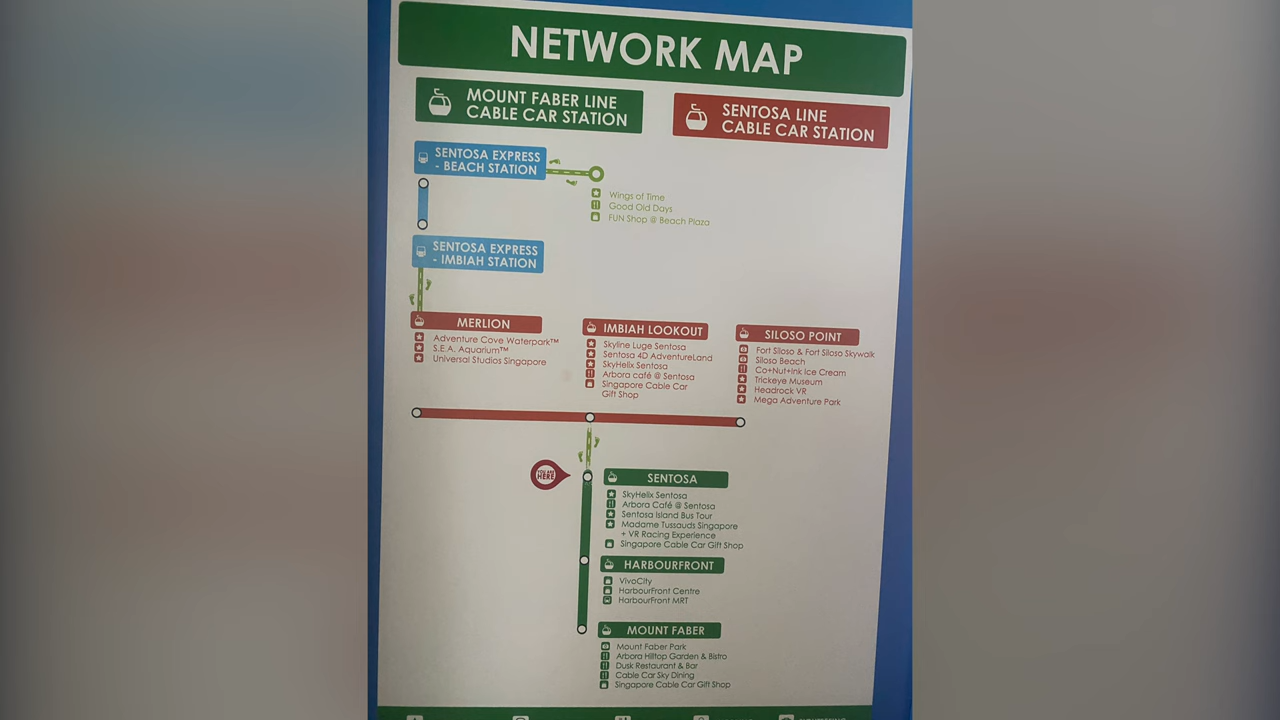 NETWORK MAP
MOUNT FABER LINE
CABLE CAR STATION
SENTOSA LINE
CABLE CAR STATION
SENTOSA EXPRESS
- BEACH STATION
Wings of Time
Good Old Days
FUN Shop @ Beach Plaza
SENTOSA EXPRESS
- IMBIAH STATION
MERLION
Adventure Cove Waterpark™
S.E.A. Aquarium™
Universal Studios Singapore
IMBIAH LOOKOUT
Skyline Luge Sentosa
Sentosa 4D AdventureLand
SkyHelix Sentosa
Arbora café @ Sentosa
Singapore Cable Car
Gift Shop
SILOSO POINT
Fort Siloso & Fort Siloso Skywalk
Siloso Beach
Co+Nut+Ink Ice Cream
Trickeye Museum
Headrock VR
Mega Adventure Park
YOU ARE
HERE
SENTOSA
SkyHelix Sentosa
Arbora Café @ Sentosa
Sentosa Island Bus Tour
Madame Tussauds Singapore
+ VR Racing Experience
Singapore Cable Car Gift Shop
HARBOURFRONT
VivoCity
HarbourFront Centre
HarbourFront MRT
MOUNT FABER
Mount Faber Park
Arbora Hilltop Garden & Bistro
Dusk Restaurant & Bar
Cable Car Sky Dining
Singapore Cable Car Gift Shop